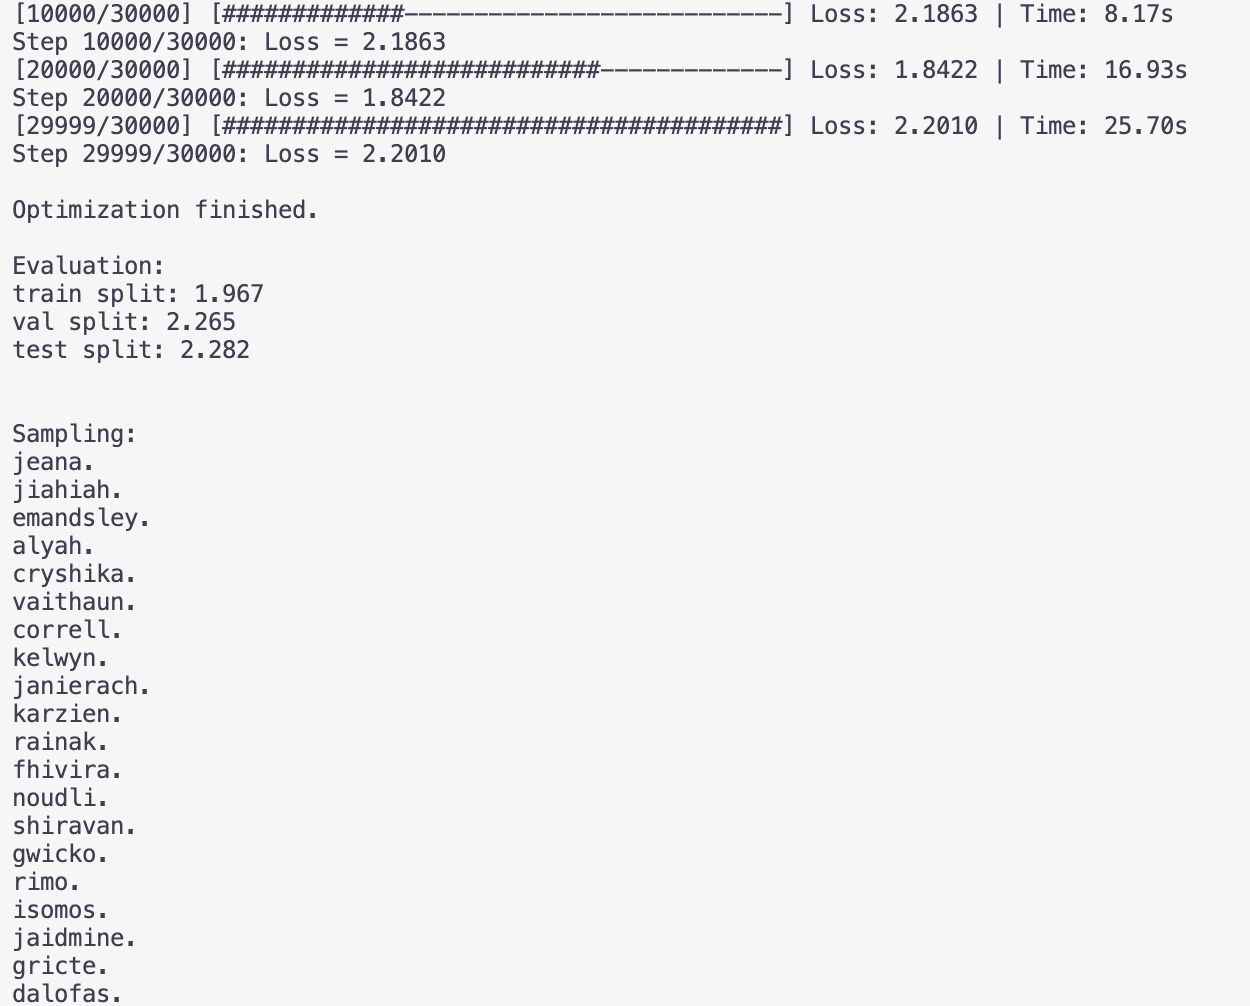 [10000/30000] [#############---------------------------] Loss: 2.1863 | Time: 8.17s
Step 10000/30000: Loss = 2.1863
[20000/30000] [###########################-------------] Loss: 1.8422 | Time: 16.93s
Step 20000/30000: Loss = 1.8422
[29999/30000] [########################################] Loss: 2.2010 | Time: 25.70s
Step 29999/30000: Loss = 2.2010
Optimization finished.
Evaluation:
train split: 1.967
val split: 2.265
test split: 2.282
Sampling:
jeana.
jiahiah.
emandsley.
alyah.
cryshika.
vaithaun.
correll.
kelwyn.
janierach.
karzien.
rainak.
fhivira.
noudli.
shiravan.
gwicko.
rimo.
isomos.
jaidmine.
gricte.
dalofas.